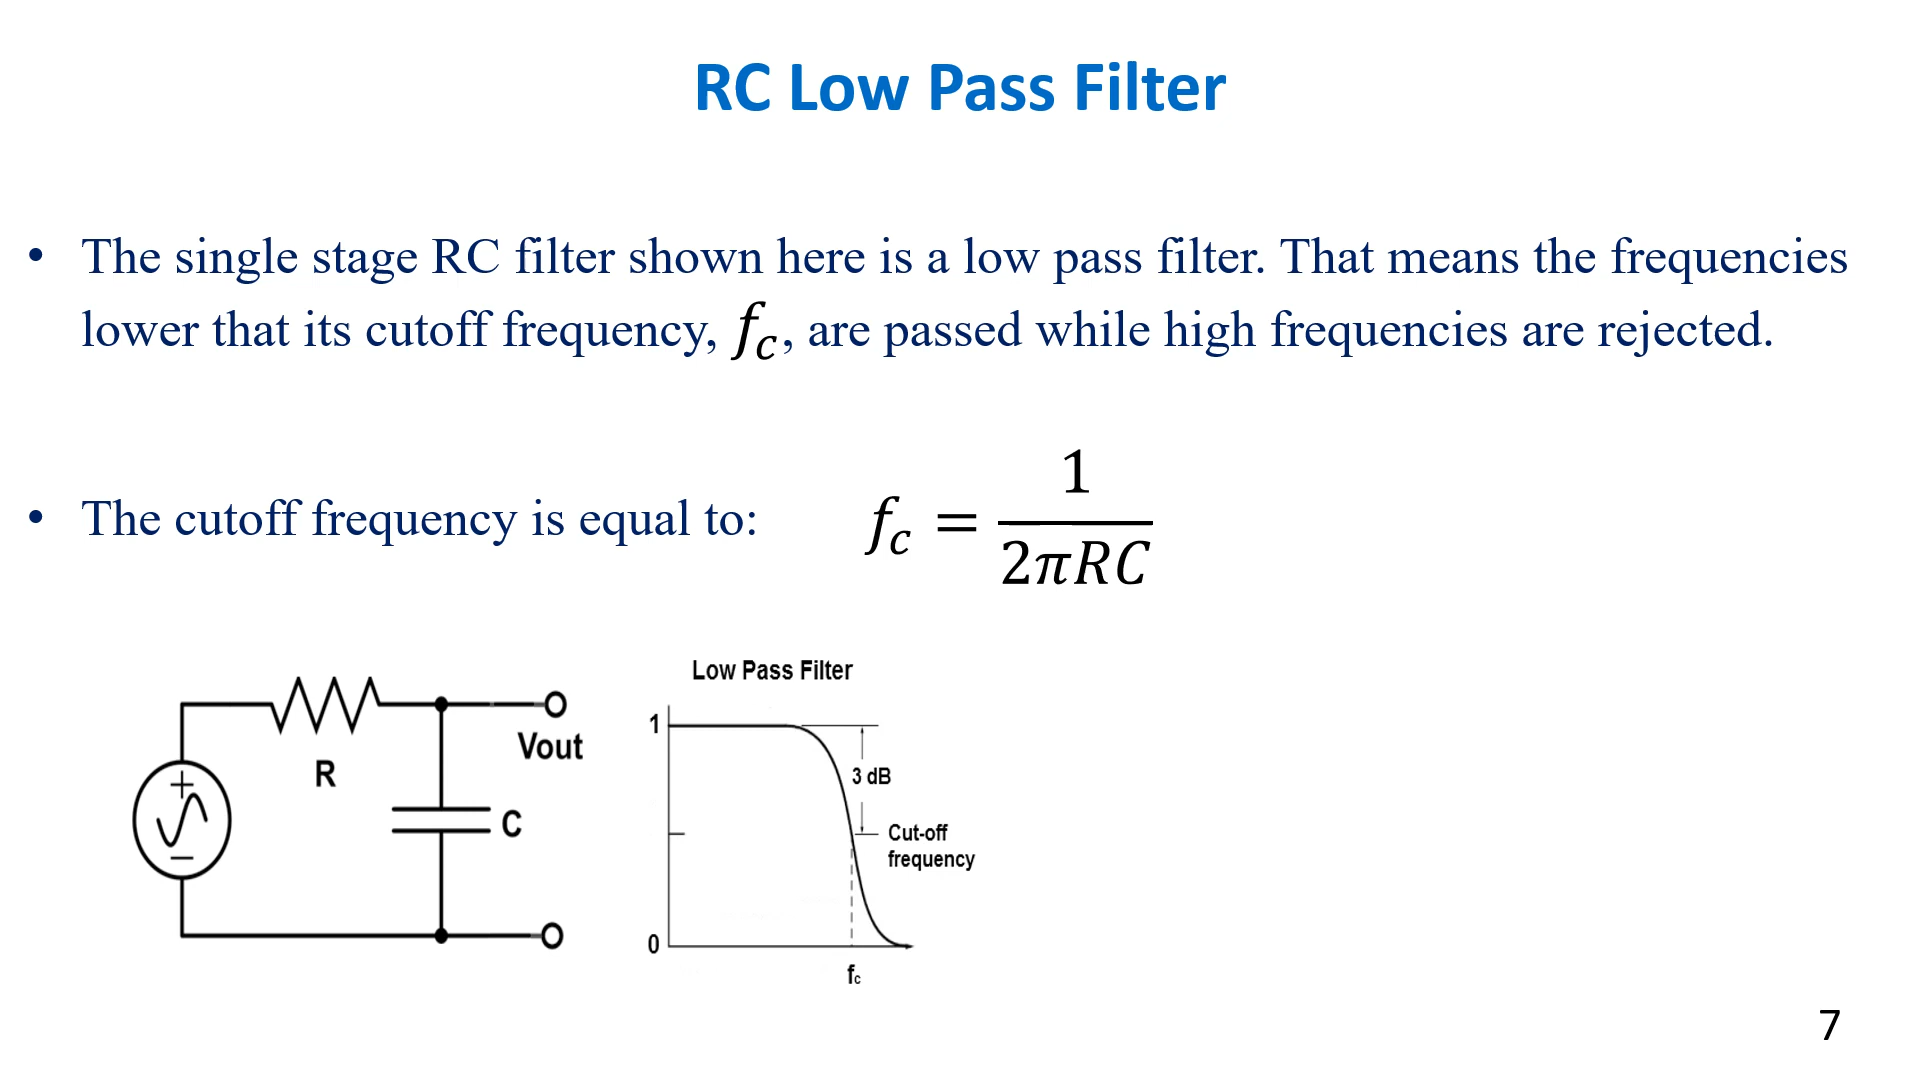 RC Low Pass Filter
• The single stage RC filter shown here is a low pass filter. That means the frequencies
lower that its cutoff frequency, f_c, are passed while high frequencies are rejected.
• The cutoff frequency is equal to: f_c = 1 / 2πRC
Low Pass Filter
R
Vout
+
−
C
1
3 dB
Cut-off
frequency
0
fc
7